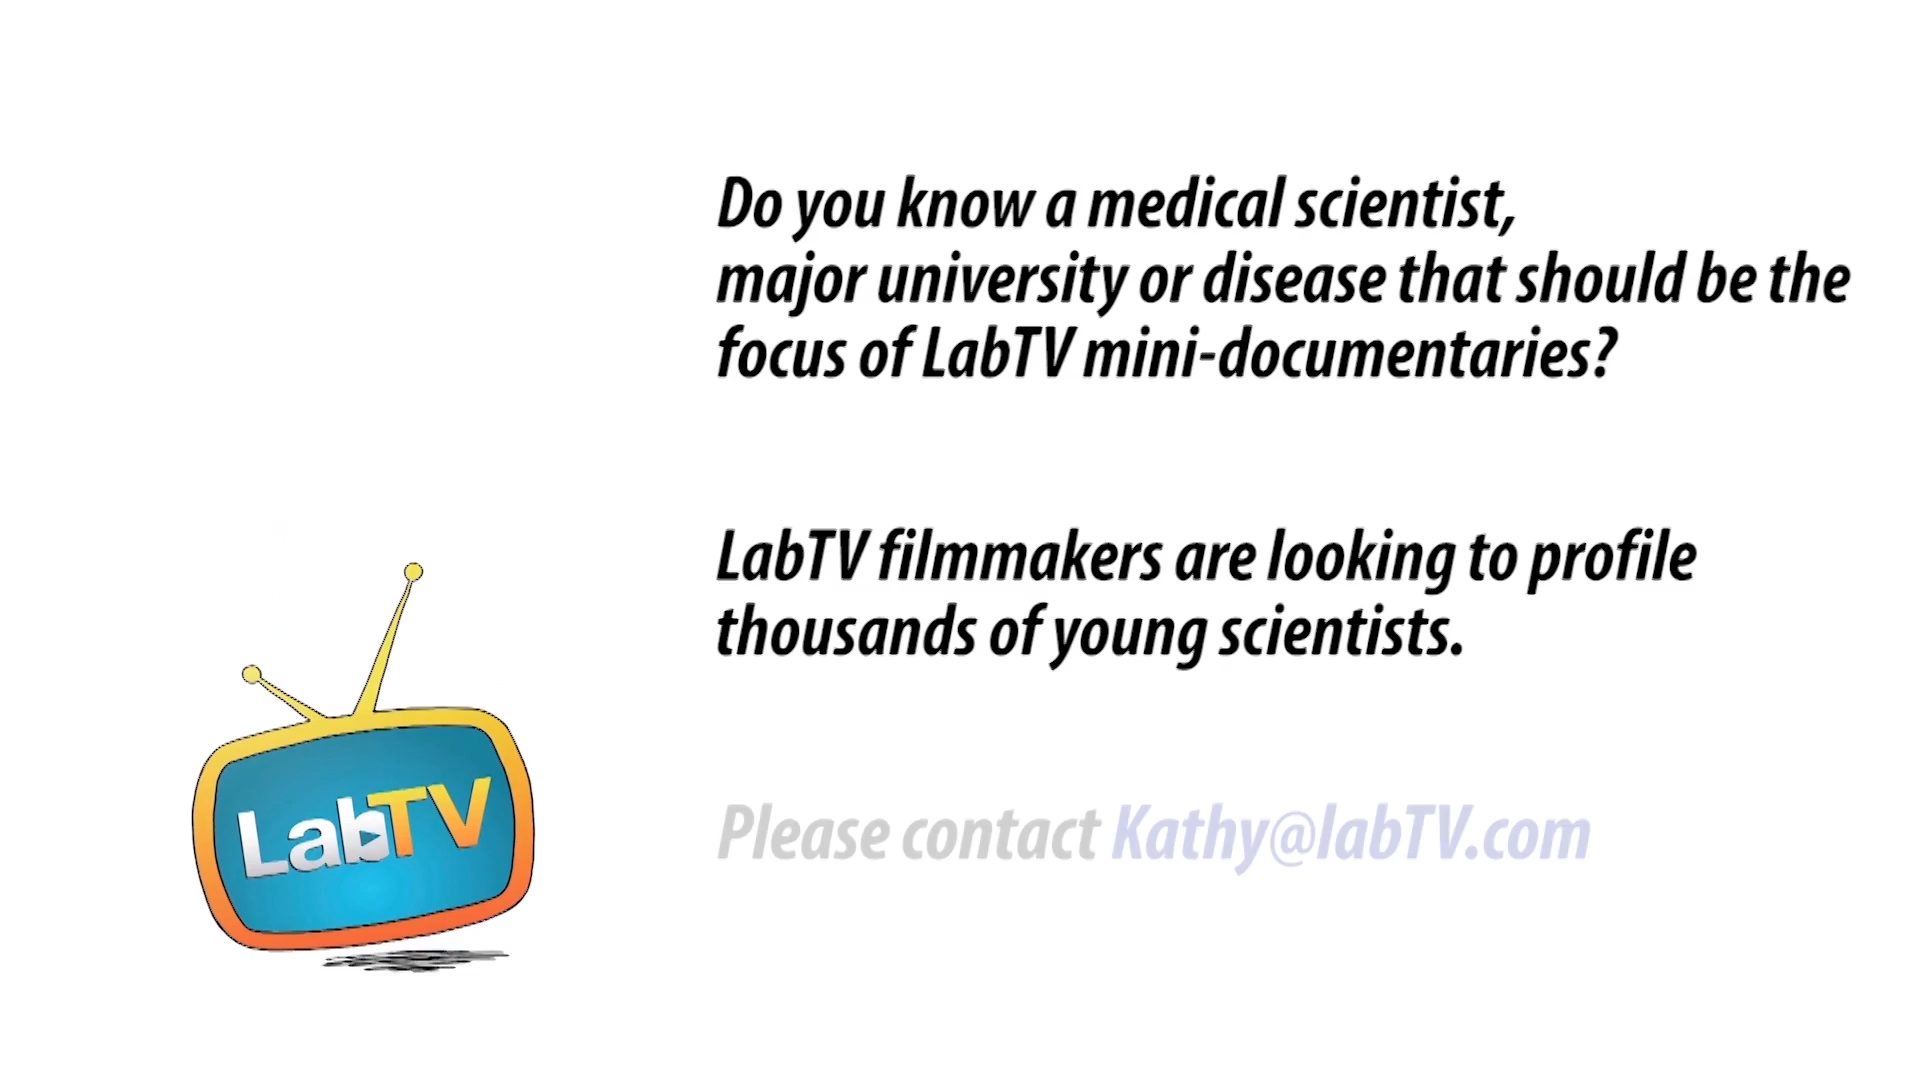 Do you know a medical scientist,
major university or disease that should be the
focus of LabTV mini-documentaries?
LabTV filmmakers are looking to profile
thousands of young scientists.
LabTV
Please contact Kathy@labTV.com